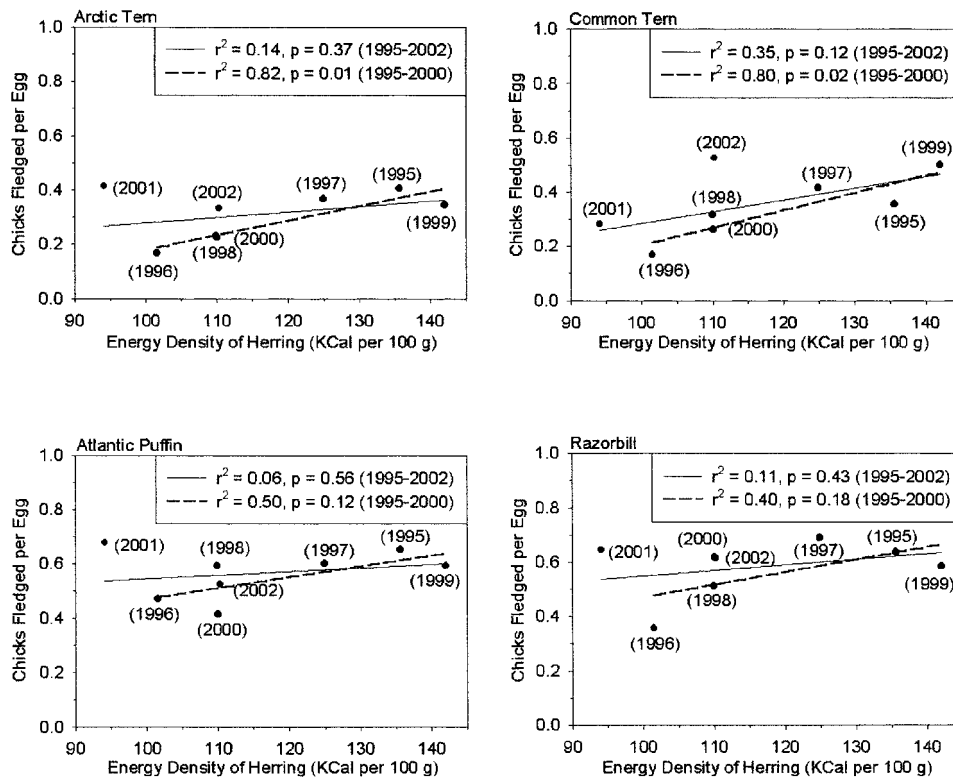 Arctic Tern
r² = 0.14, p = 0.37 (1995-2002)
r² = 0.82, p = 0.01 (1995-2000)
Chicks Fledged per Egg
1.0
0.8
0.6
0.4
0.2
0.0
(2001)
(2002)
(1997)
(1995)
(1999)
(2000)
(1996)
(1998)
90 100 110 120 130 140
Energy Density of Herring (KCal per 100 g)
Common Tern
r² = 0.35, p = 0.12 (1995-2002)
r² = 0.80, p = 0.02 (1995-2000)
Chicks Fledged per Egg
1.0
0.8
0.6
0.4
0.2
0.0
(2002)
(1999)
(1997)
(1998)
(2001)
(1995)
(2000)
(1996)
90 100 110 120 130 140
Energy Density of Herring (KCal per 100 g)
Atlantic Puffin
r² = 0.06, p = 0.56 (1995-2002)
r² = 0.50, p = 0.12 (1995-2000)
Chicks Fledged per Egg
1.0
0.8
0.6
0.4
0.2
0.0
(2001)
(1998)
(1997)
(1995)
(1999)
(2002)
(1996)
(2000)
90 100 110 120 130 140
Energy Density of Herring (KCal per 100 g)
Razorbill
r² = 0.11, p = 0.43 (1995-2002)
r² = 0.40, p = 0.18 (1995-2000)
Chicks Fledged per Egg
1.0
0.8
0.6
0.4
0.2
0.0
(2001)
(2000)
(2002)
(1997)
(1995)
(1999)
(1998)
(1996)
90 100 110 120 130 140
Energy Density of Herring (KCal per 100 g)